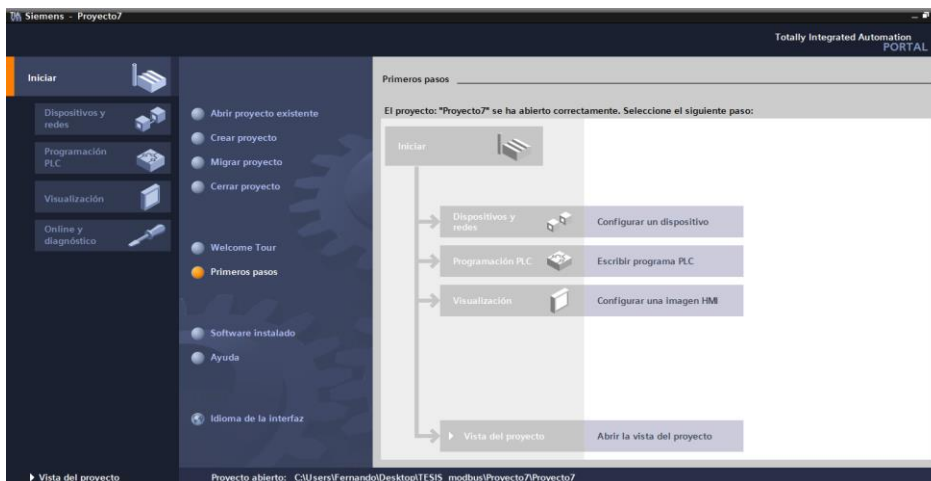 Siemens - Proyecto7
Totally Integrated Automation
PORTAL
Iniciar
Dispositivos y
redes
Programación
PLC
Visualización
Online y
diagnóstico
Abrir proyecto existente
Crear proyecto
Migrar proyecto
Cerrar proyecto
Welcome Tour
Primeros pasos
Software instalado
Ayuda
Idioma de la interfaz
Primeros pasos
El proyecto: "Proyecto7" se ha abierto correctamente. Seleccione el siguiente paso:
Iniciar
Dispositivos y
redes
Configurar un dispositivo
Programación PLC
Escribir programa PLC
Visualización
Configurar una imagen HMI
Vista del proyecto
Abrir la vista del proyecto
Vista del proyecto
Proyecto abierto: C:\Users\Fernando\Desktop\TESIS_modbus\Proyecto7\Proyecto7